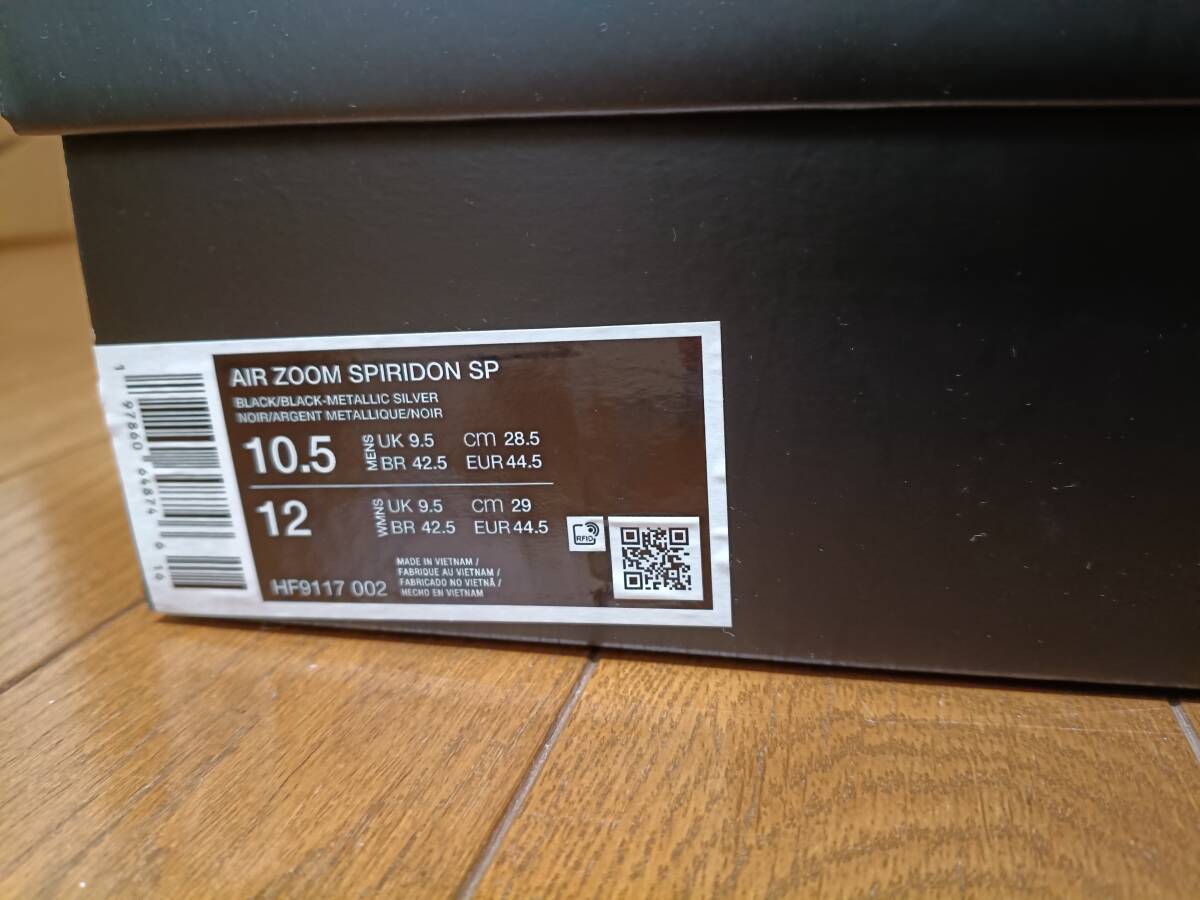 AIR ZOOM SPIRIDON SP
BLACK/BLACK-METALLIC SILVER
NOIR/ARGENT METALLIQUE/NOIR
10.5
MENS
UK 9.5 cm 28.5
BR 42.5 EUR 44.5
12
WMNS
UK 9.5 cm 29
BR 42.5 EUR 44.5
RFID
HF9117 002
MADE IN VIETNAM /
FABRIQUE AU VIETNAM /
FABRICADO NO VIETNÃ /
HECHO EN VIETNAM